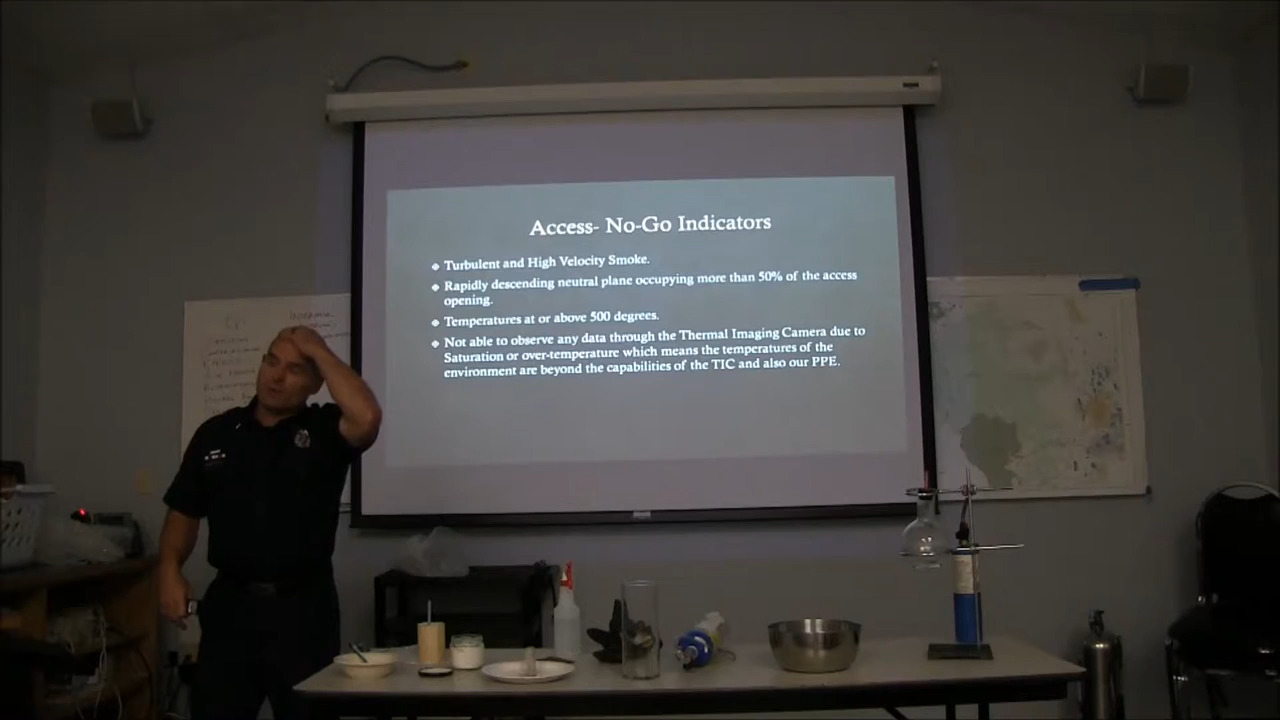 Access- No-Go Indicators
Turbulent and High Velocity Smoke.
Rapidly descending neutral plane occupying more than 50% of the access
opening.
Temperatures at or above 500 degrees.
Not able to observe any data through the Thermal Imaging Camera due to
Saturation or over-temperature which means the temperatures of the
environment are beyond the capabilities of the TIC and also our PPE.